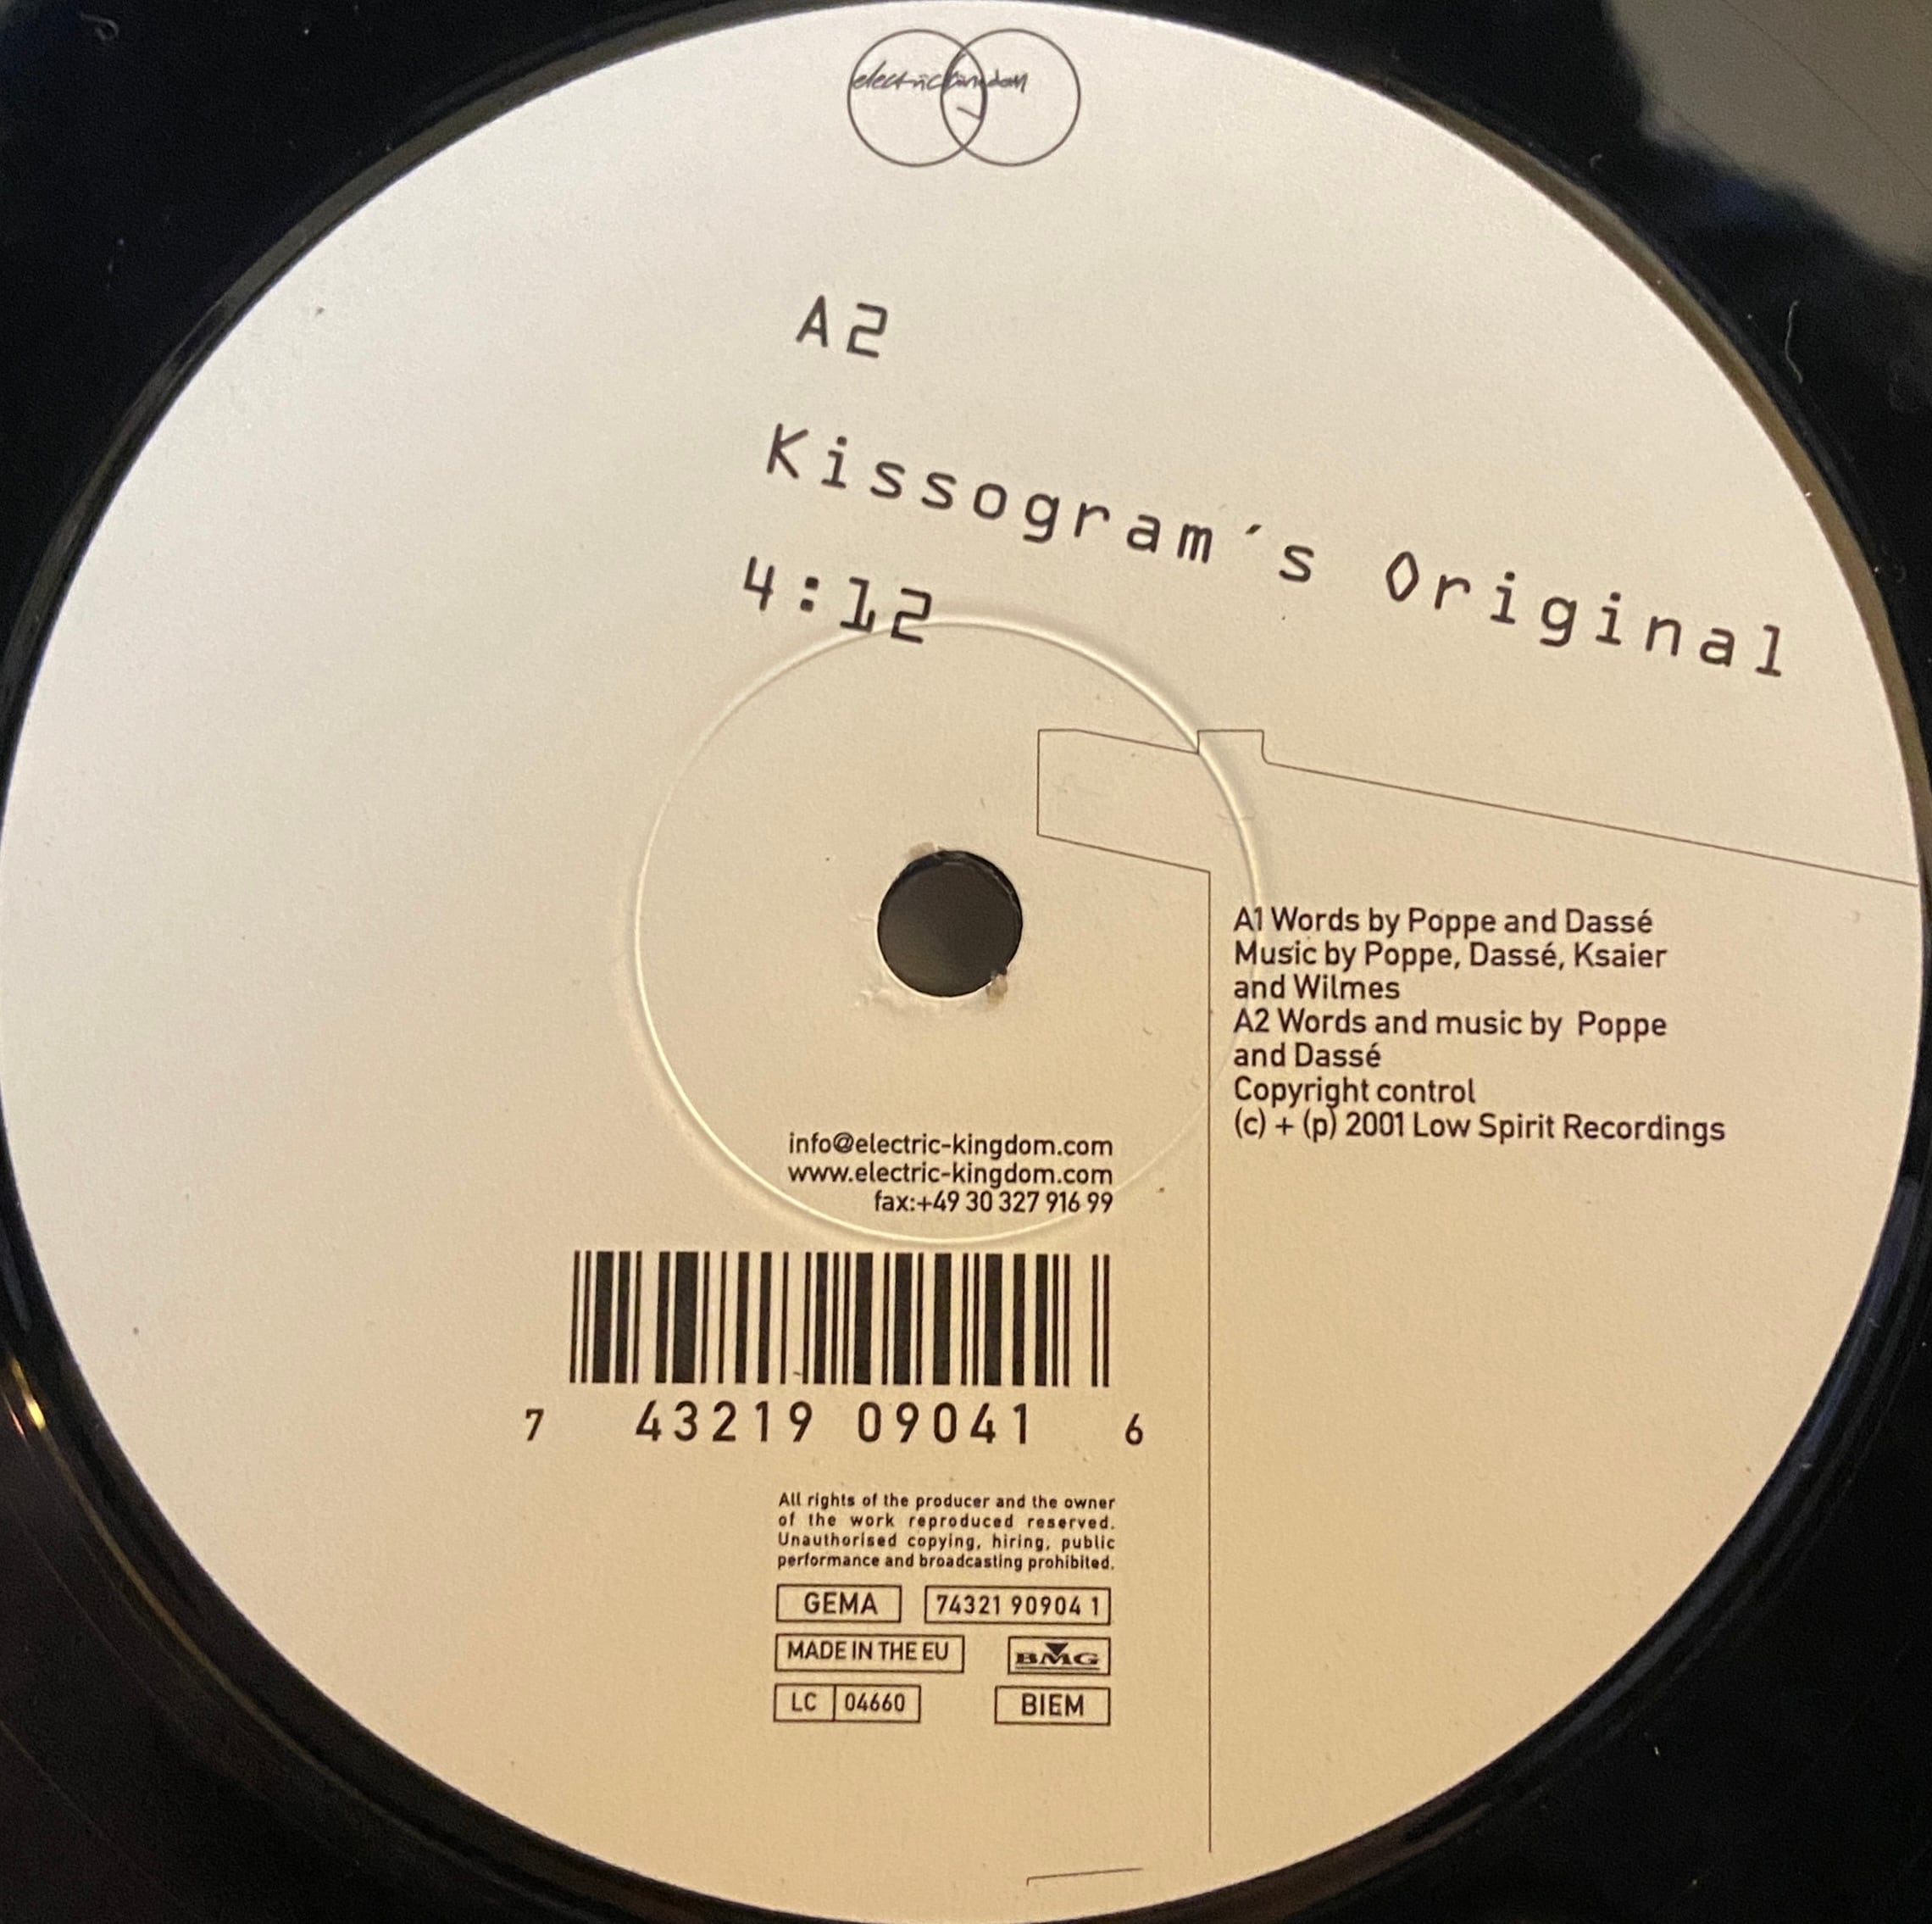 electric kingdom
A2
Kissogram´s Original
4:12
A1 Words by Poppe and Dassé
Music by Poppe, Dassé, Ksaier
and Wilmes
A2 Words and music by Poppe
and Dassé
Copyright control
(c) + (p) 2001 Low Spirit Recordings
info@electric-kingdom.com
www.electric-kingdom.com
fax:+49 30 327 916 99
7 43219 09041 6
All rights of the producer and the owner
of the work reproduced reserved.
Unauthorised copying, hiring, public
performance and broadcasting prohibited.
GEMA 74321 90904 1
MADE IN THE EU BMG
LC 04660 BIEM